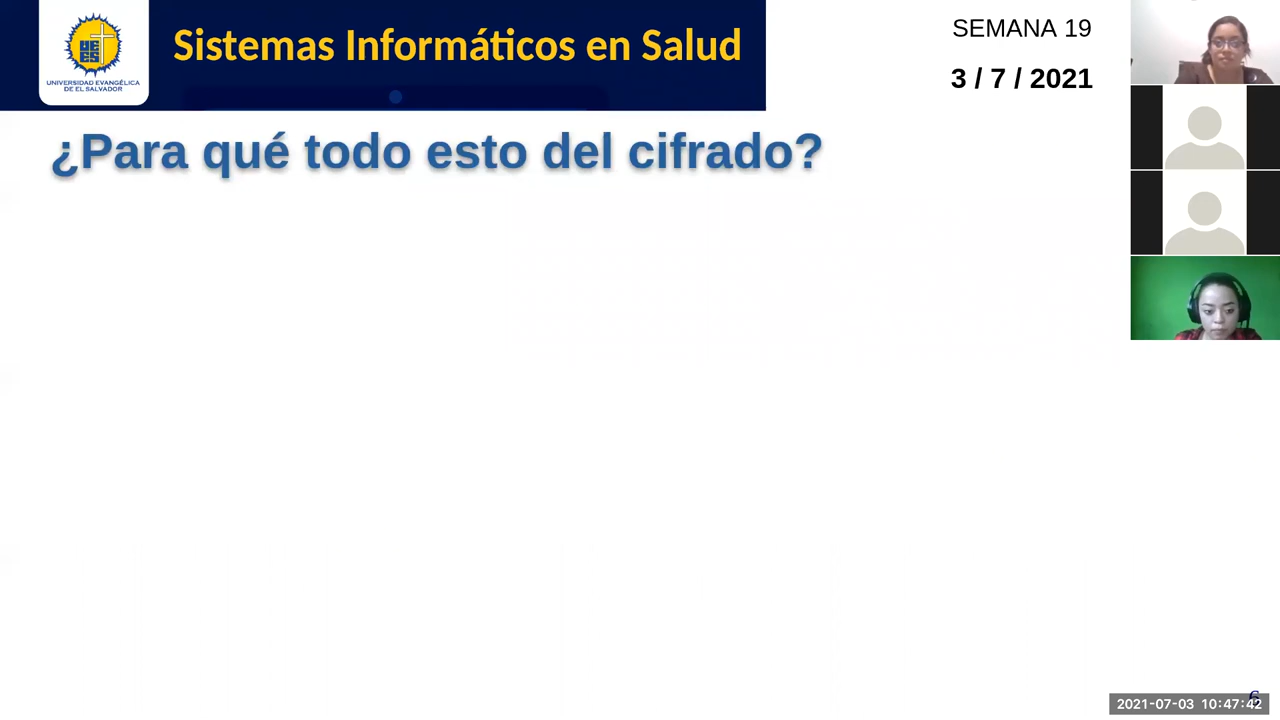 Sistemas Informáticos en Salud
UNIVERSIDAD EVANGÉLICA
DE EL SALVADOR
SEMANA 19
3 / 7 / 2021
¿Para qué todo esto del cifrado?
6
2021-07-03 10:47:42